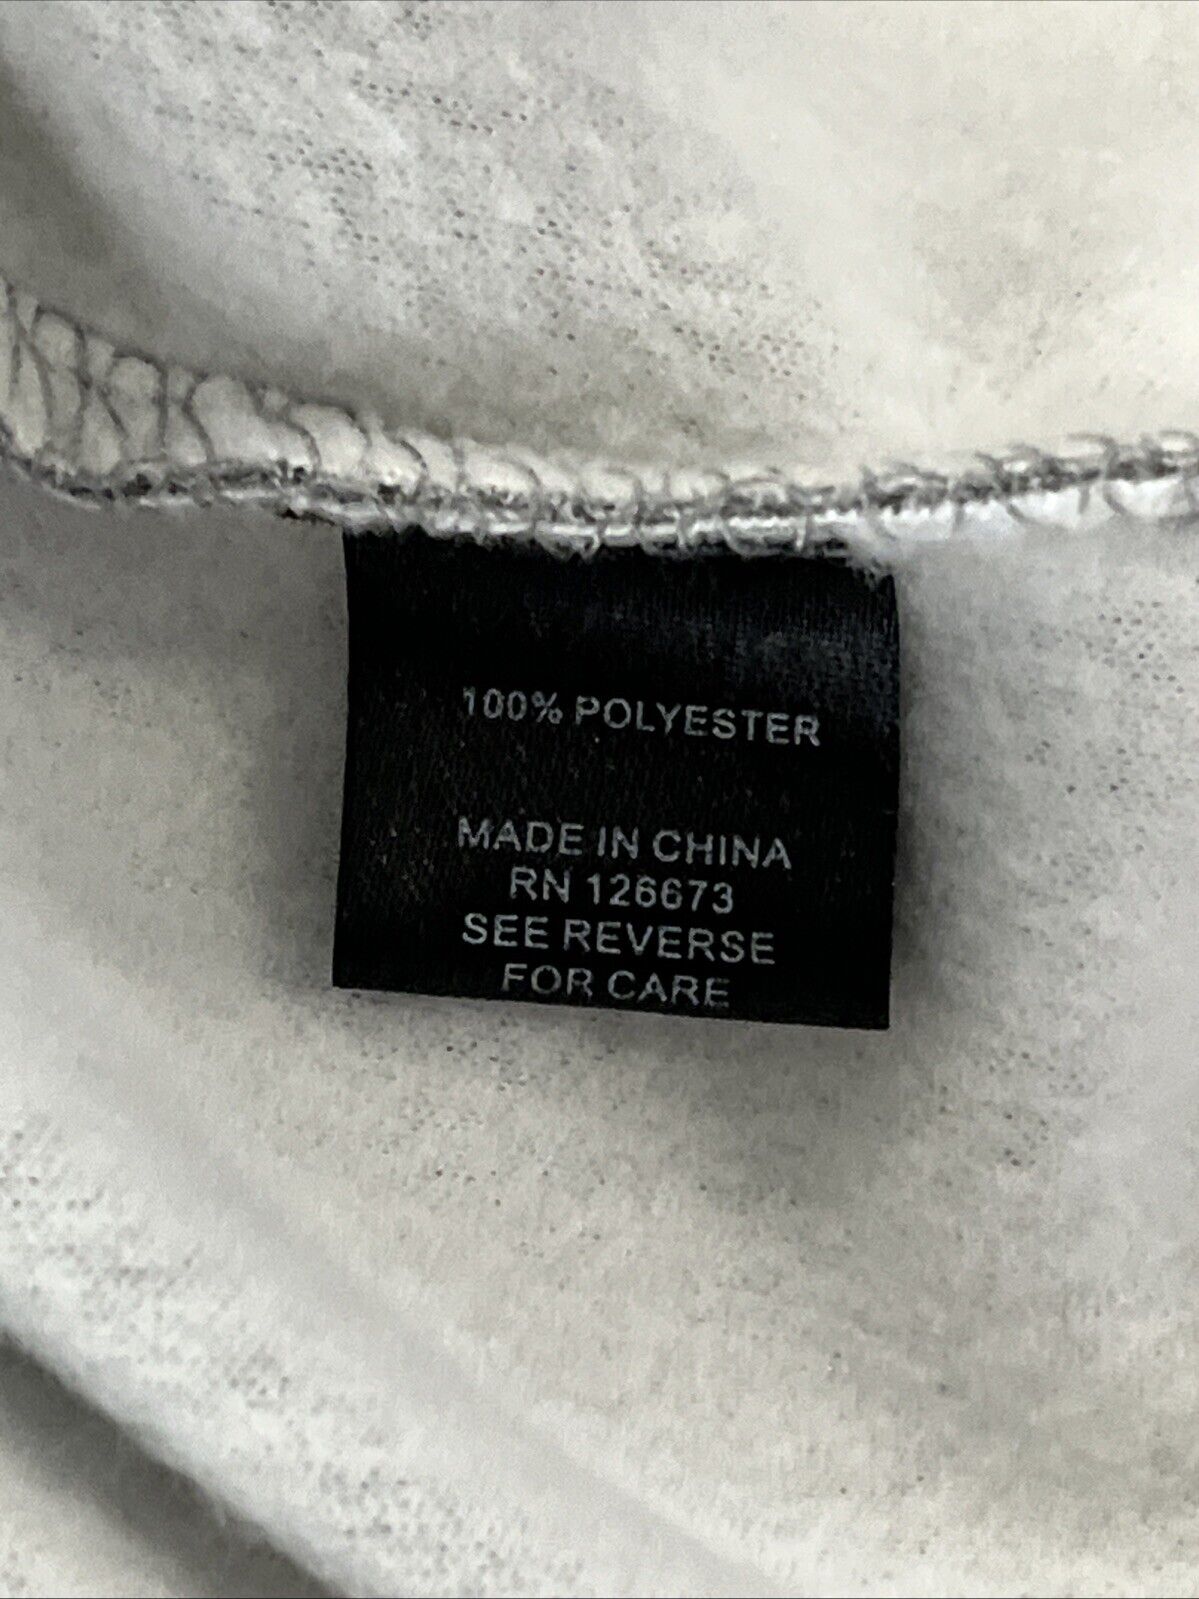 100% POLYESTER
MADE IN CHINA
RN 126673
SEE REVERSE
FOR CARE